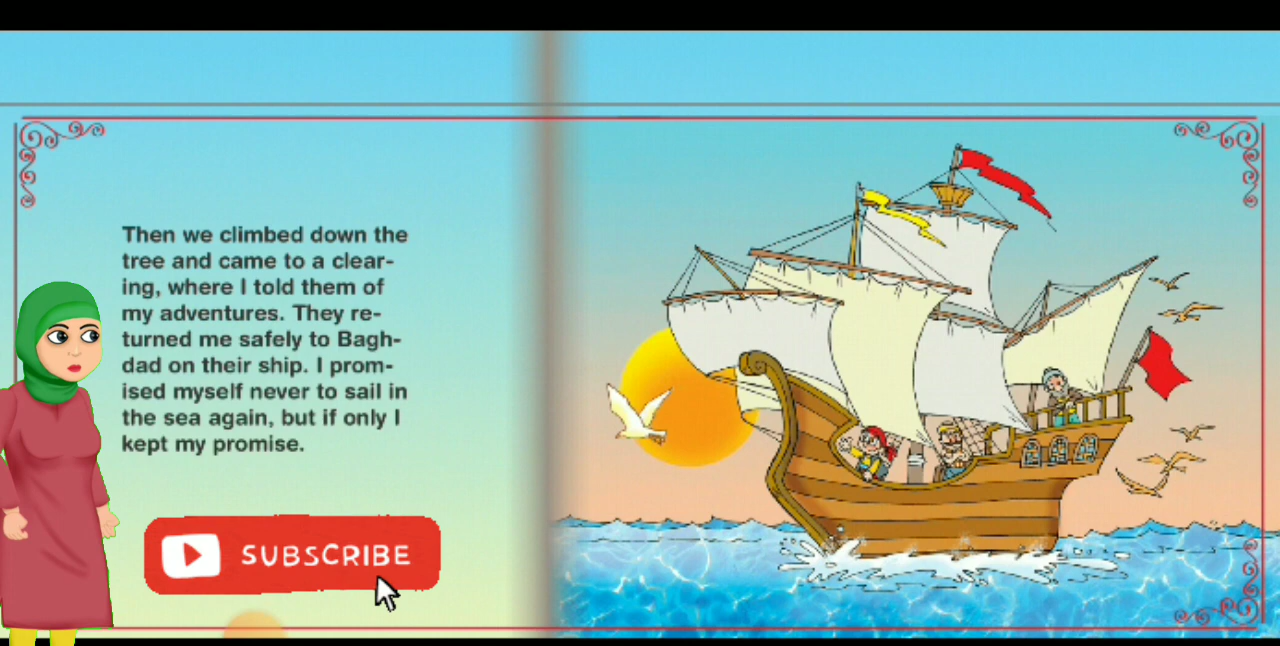 Then we climbed down the
tree and came to a clear-
ing, where I told them of
my adventures. They re-
turned me safely to Bagh-
dad on their ship. I prom-
ised myself never to sail in
the sea again, but if only I
kept my promise.
SUBSCRIBE